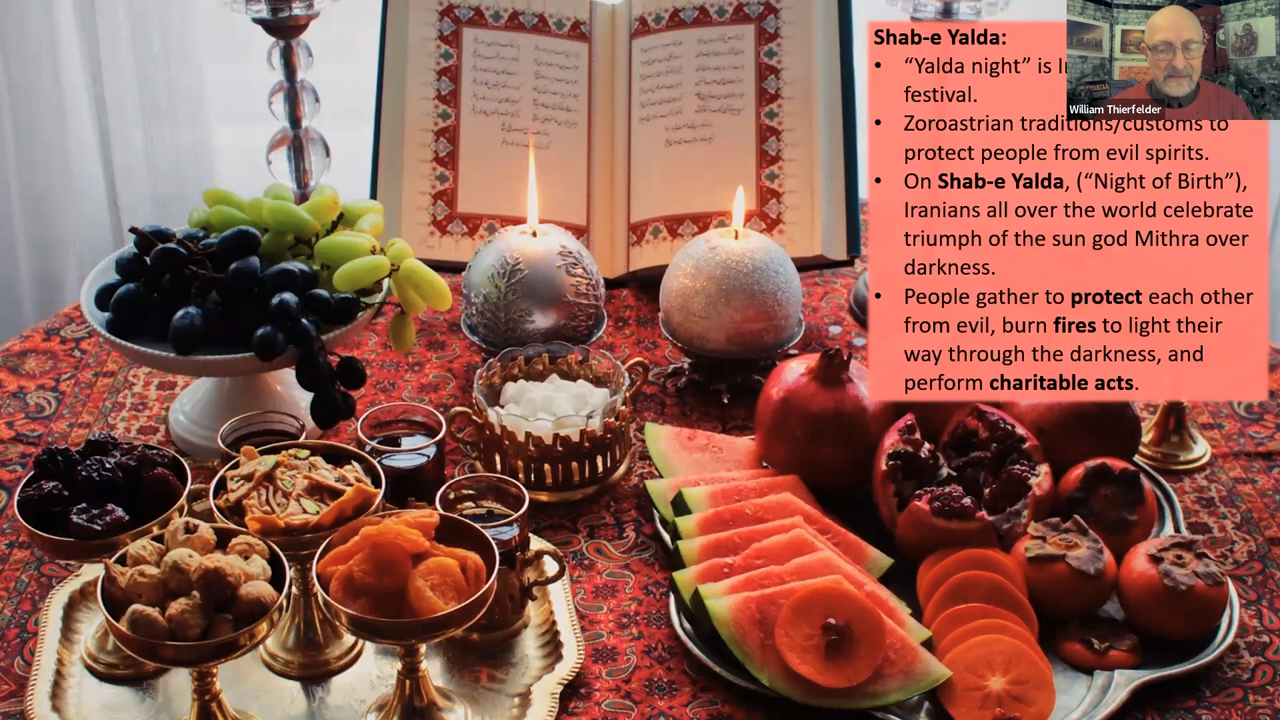 Shab-e Yalda:
• “Yalda night” is
festival.
• Zoroastrian traditions/customs to
protect people from evil spirits.
• On Shab-e Yalda, (“Night of Birth”),
Iranians all over the world celebrate
triumph of the sun god Mithra over
darkness.
• People gather to protect each other
from evil, burn fires to light their
way through the darkness, and
perform charitable acts.
William Thierfelder